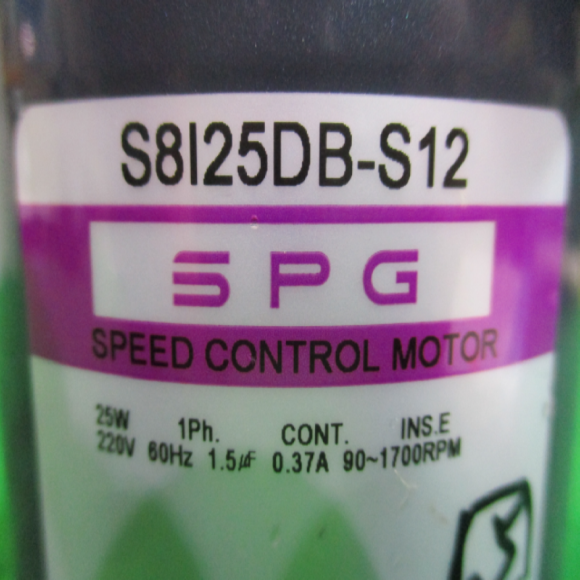 S8I25DB-S12
SPG
SPEED CONTROL MOTOR
25W 1Ph. CONT. INS.E
220V 60Hz 1.5㎌ 0.37A 90~1700RPM